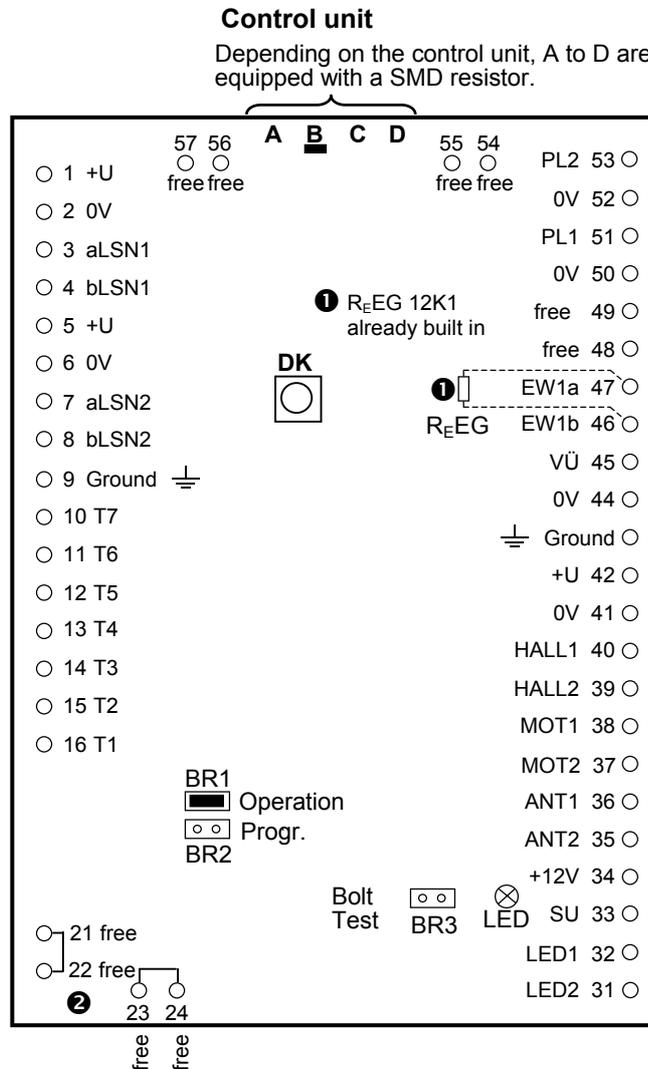 Control unit
Depending on the control unit, A to D are
equipped with a SMD resistor.
A B C D
57 56
free free
55 54
free free
1 +U
2 0V
3 aLSN1
4 bLSN1
5 +U
6 0V
7 aLSN2
8 bLSN2
9 Ground
10 T7
11 T6
12 T5
13 T4
14 T3
15 T2
16 T1
❶ REEG 12K1
already built in
DK
❶
REEG
PL2 53
0V 52
PL1 51
0V 50
free 49
free 48
EW1a 47
EW1b 46
VÜ 45
0V 44
Ground
+U 42
0V 41
HALL1 40
HALL2 39
MOT1 38
MOT2 37
ANT1 36
ANT2 35
+12V 34
SU 33
LED1 32
LED2 31
BR1
Operation
Progr.
BR2
Bolt
Test
BR3
LED
21 free
22 free
❷
23 24
free free